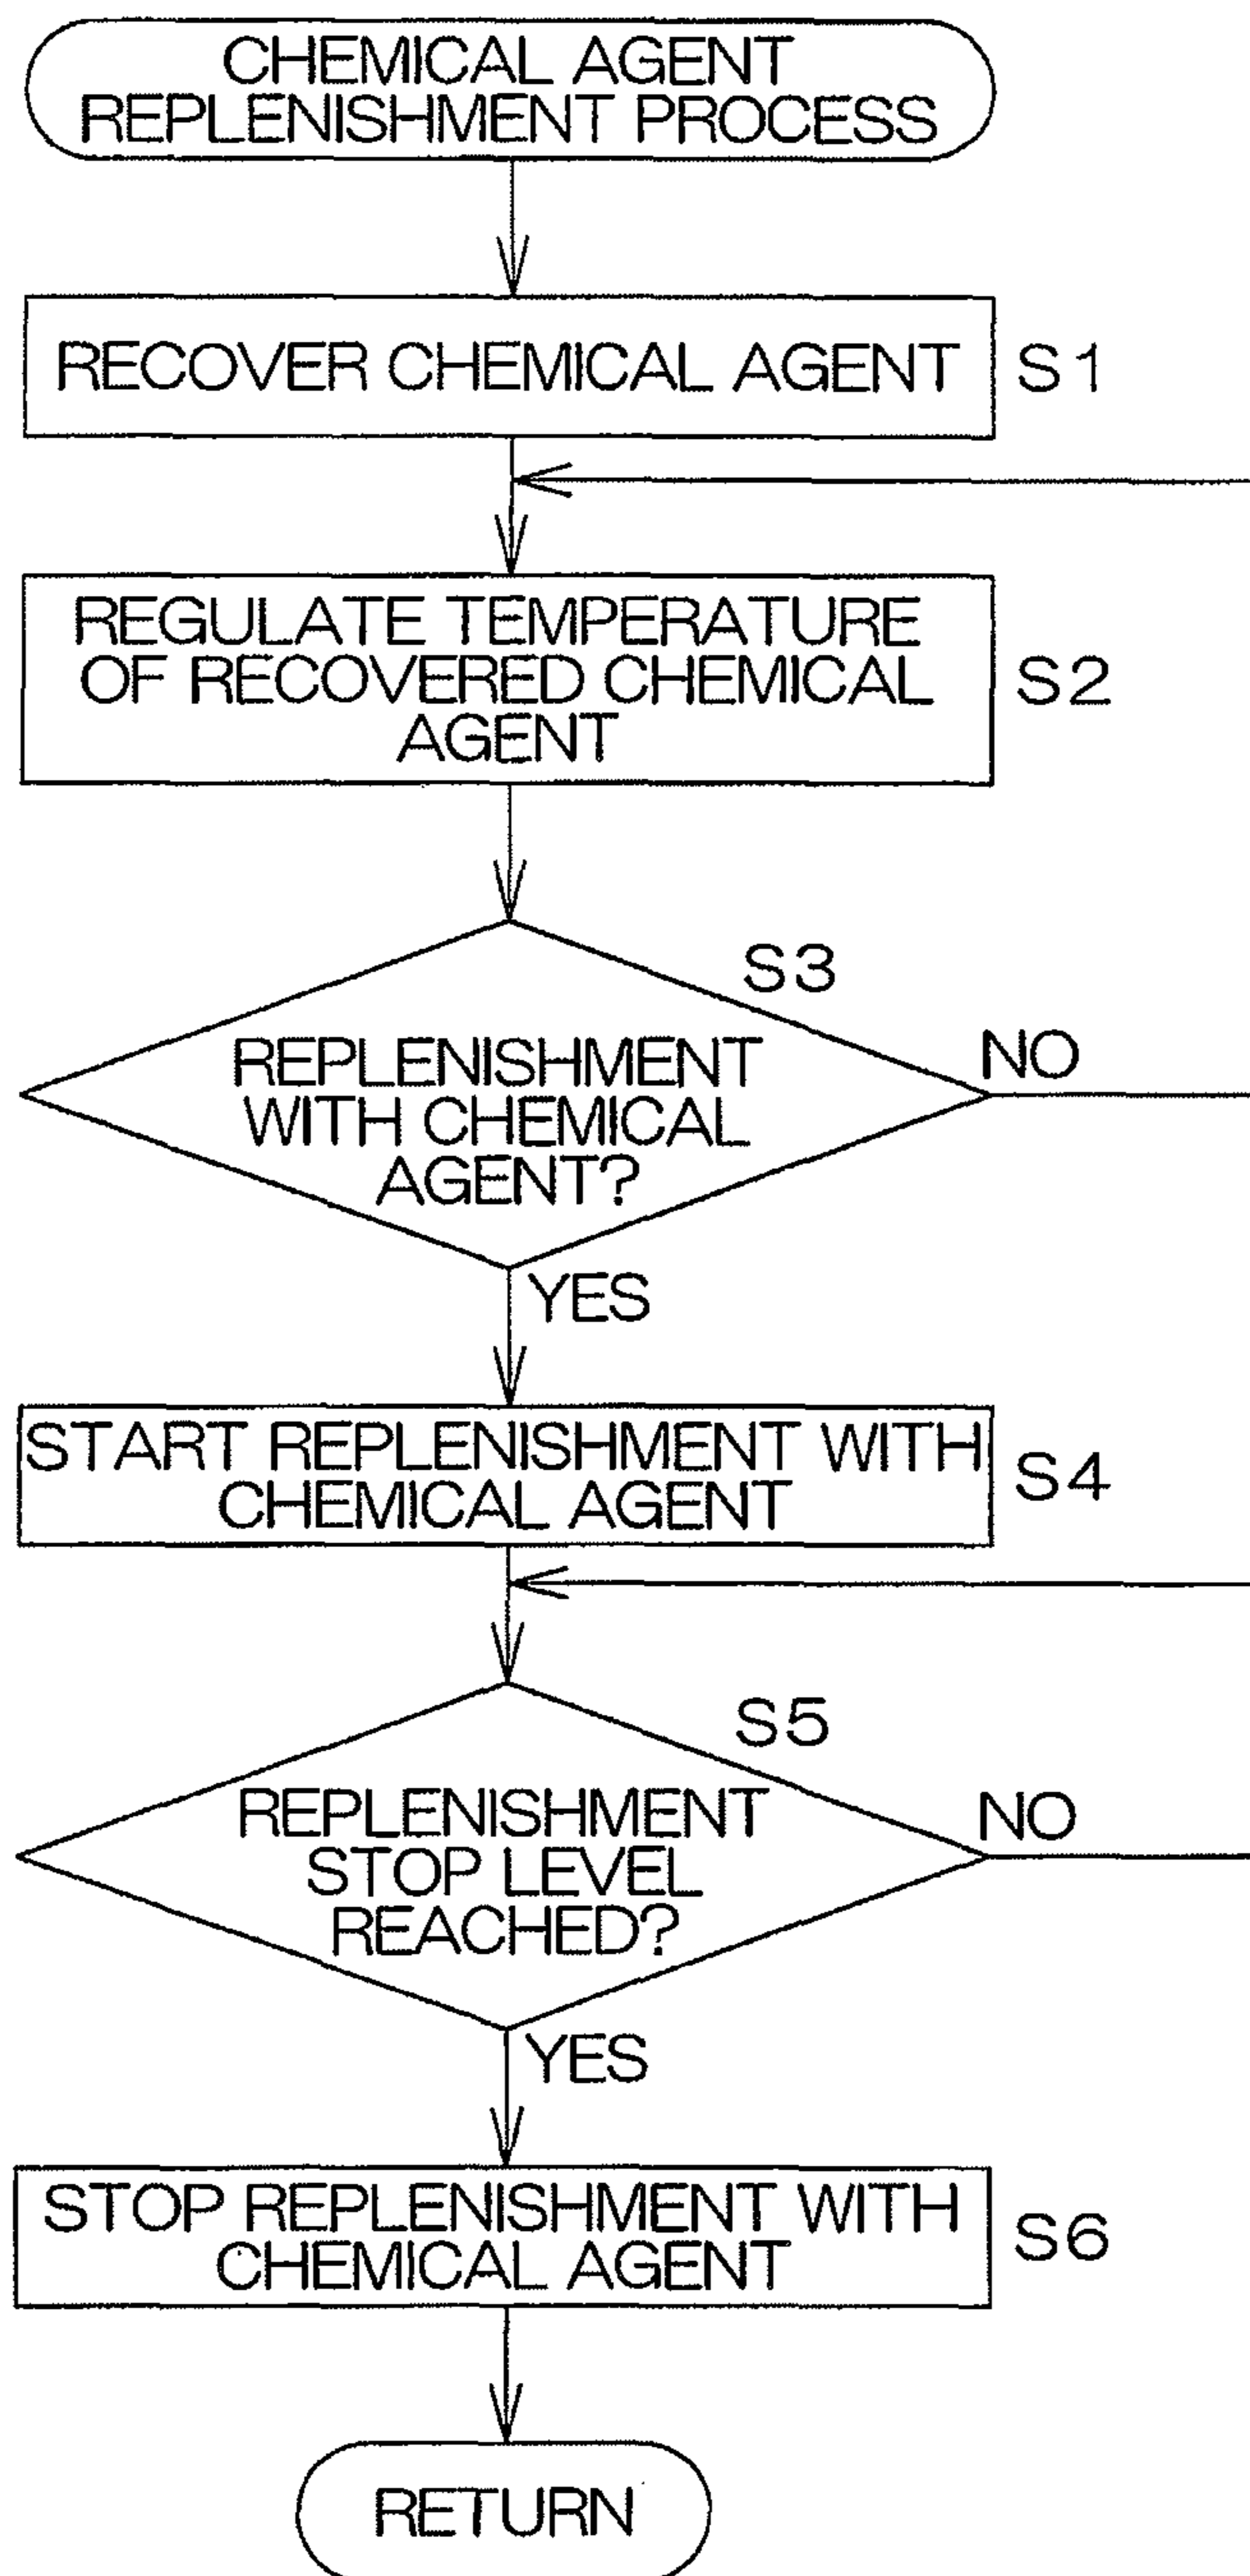 CHEMICAL AGENT
REPLENISHMENT PROCESS
RECOVER CHEMICAL AGENT
S1
REGULATE TEMPERATURE
OF RECOVERED CHEMICAL
AGENT
S2
S3
REPLENISHMENT
WITH CHEMICAL
AGENT?
NO
YES
START REPLENISHMENT WITH
CHEMICAL AGENT
S4
S5
REPLENISHMENT
STOP LEVEL
REACHED?
NO
YES
STOP REPLENISHMENT WITH
CHEMICAL AGENT
S6
RETURN